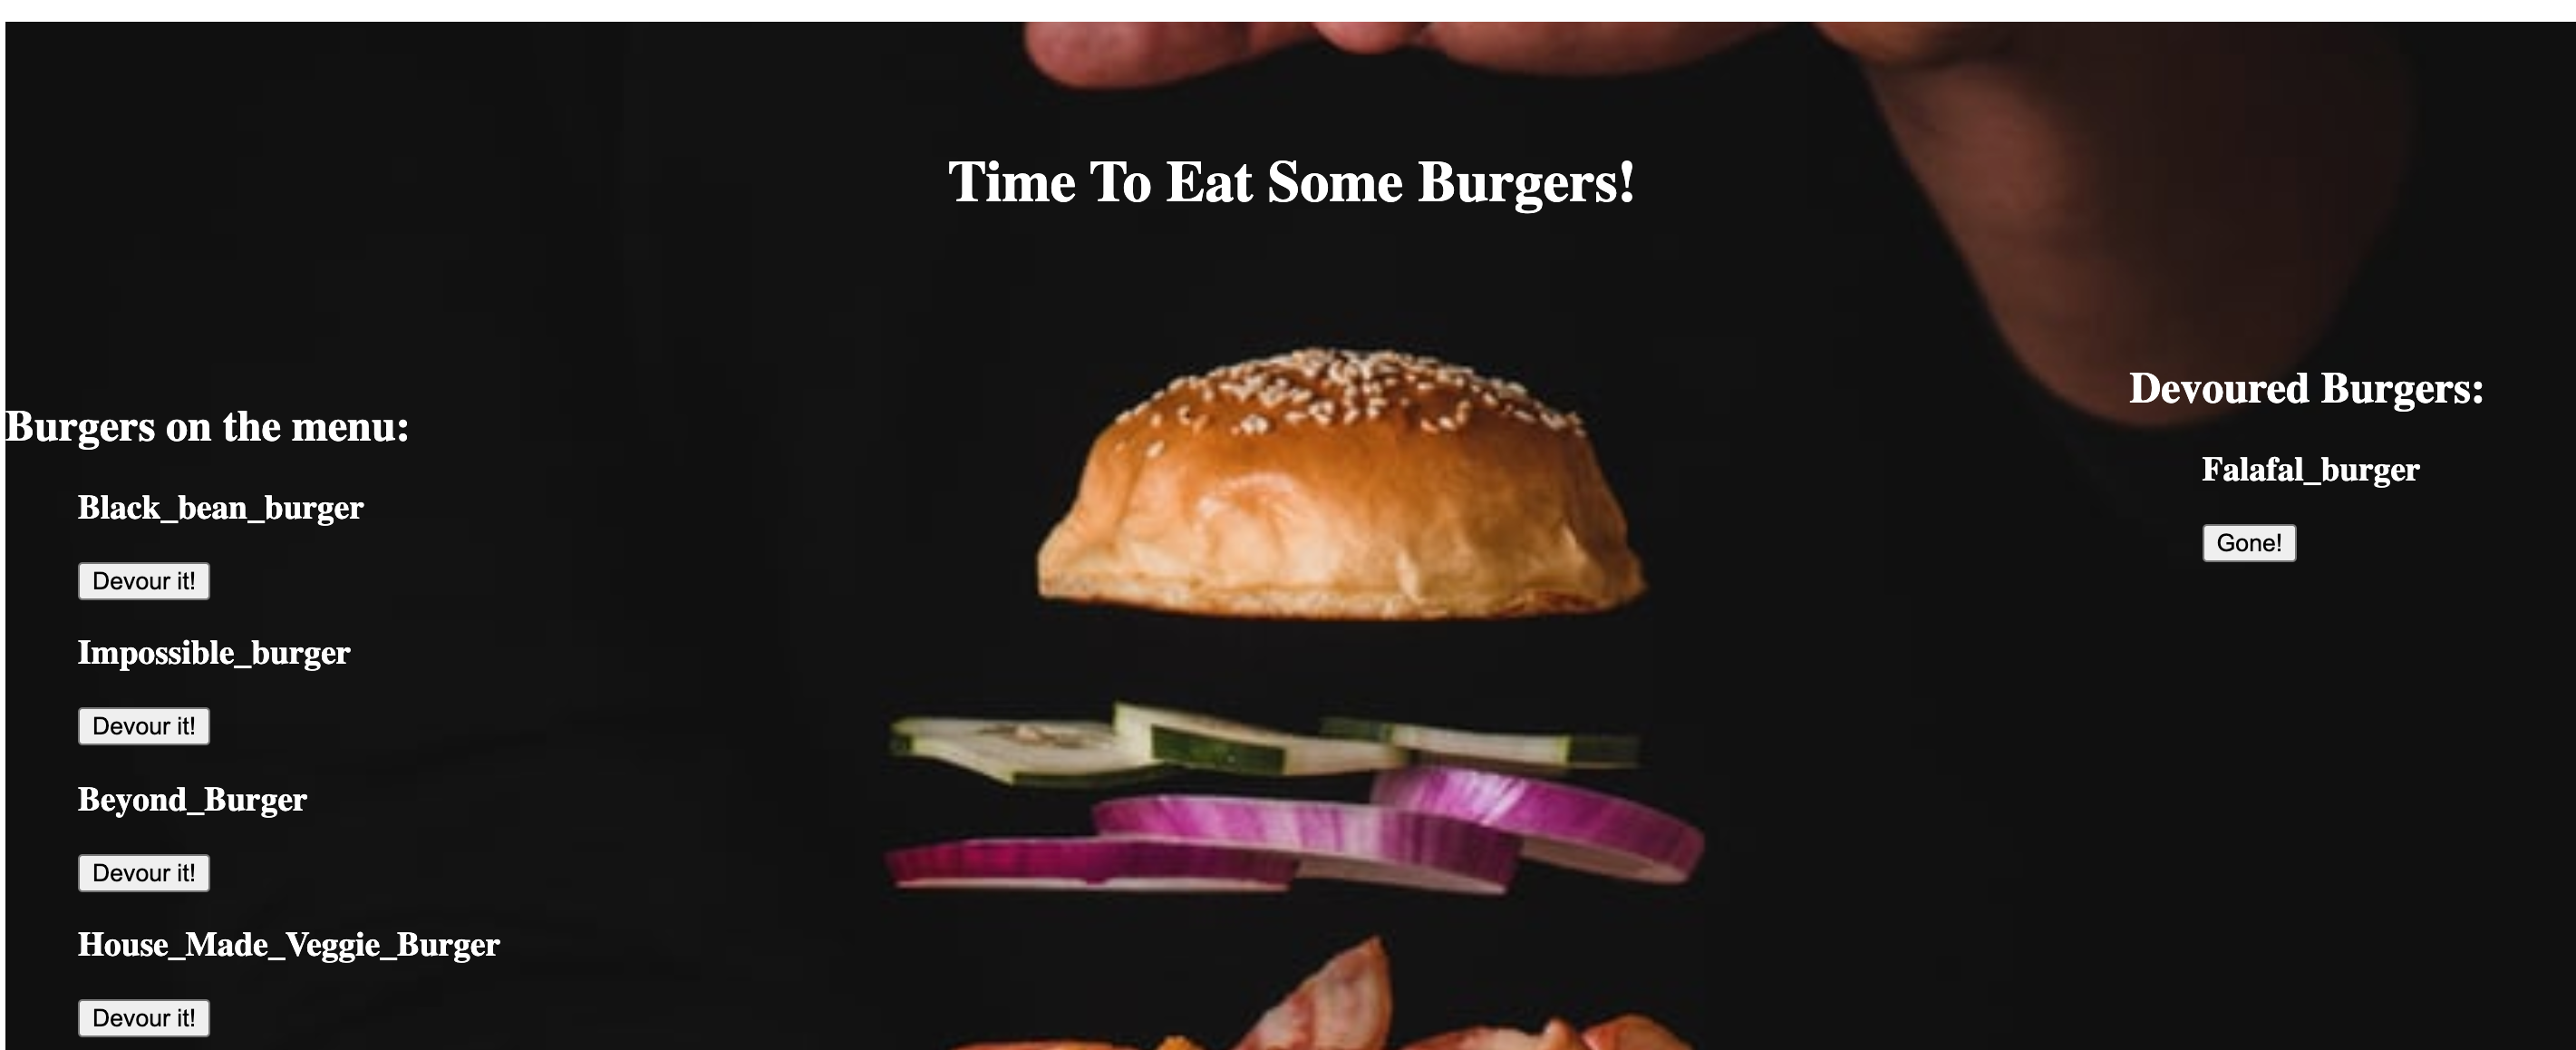 Time To Eat Some Burgers!
Burgers on the menu:
Black_bean_burger
Devour it!
Impossible_burger
Devour it!
Beyond_Burger
Devour it!
House_Made_Veggie_Burger
Devour it!
Devoured Burgers:
Falafal_burger
Gone!